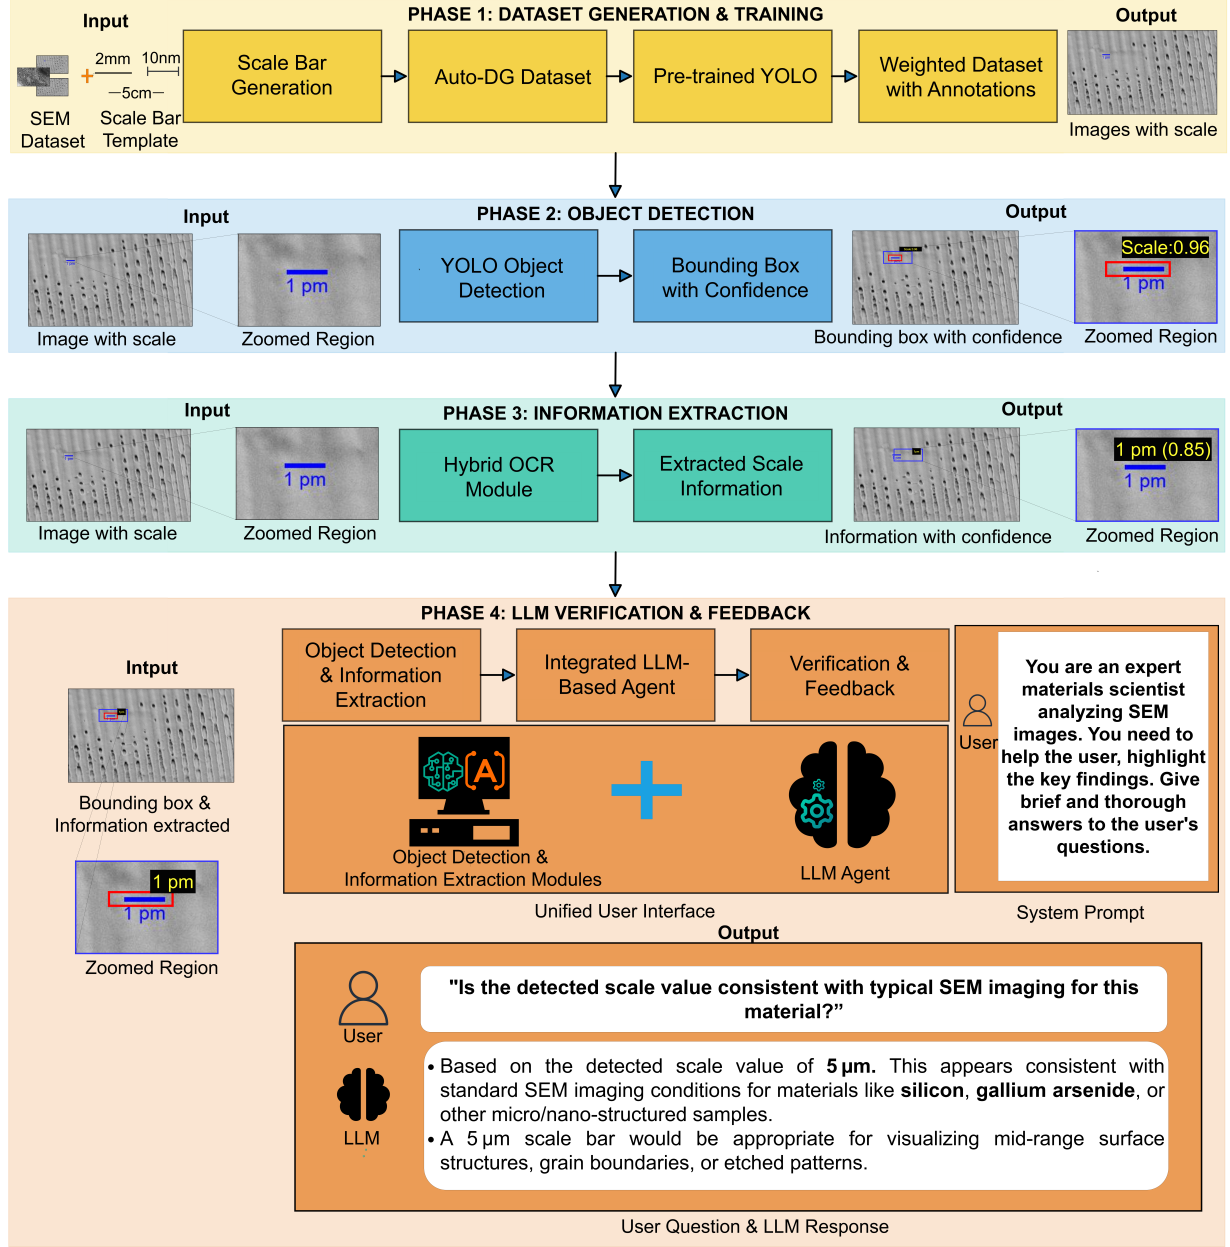 PHASE 1: DATASET GENERATION & TRAINING
Input
2mm
10nm
5cm
SEM
Dataset
Scale Bar
Template
Scale Bar
Generation
Auto-DG Dataset
Pre-trained YOLO
Weighted Dataset
with Annotations
Output
Images with scale
PHASE 2: OBJECT DETECTION
Input
1 pm
Image with scale
Zoomed Region
YOLO Object
Detection
Bounding Box
with Confidence
Output
Scale:0.96
1 pm
Bounding box with confidence
Zoomed Region
PHASE 3: INFORMATION EXTRACTION
Input
1 pm
Image with scale
Zoomed Region
Hybrid OCR
Module
Extracted Scale
Information
Output
1 pm (0.85)
1 pm
Information with confidence
Zoomed Region
PHASE 4: LLM VERIFICATION & FEEDBACK
Intput
Bounding box &
Information extracted
1 pm
1 pm
Zoomed Region
Object Detection
& Information
Extraction
Integrated LLM-
Based Agent
Verification &
Feedback
A
Object Detection &
Information Extraction Modules
LLM Agent
Unified User Interface
User
You are an expert
materials scientist
analyzing SEM
images. You need to
help the user, highlight
the key findings. Give
brief and thorough
answers to the user's
questions.
System Prompt
Output
User
"Is the detected scale value consistent with typical SEM imaging for this
material?”
LLM
• Based on the detected scale value of 5 µm. This appears consistent with
standard SEM imaging conditions for materials like silicon, gallium arsenide, or
other micro/nano-structured samples.
• A 5 µm scale bar would be appropriate for visualizing mid-range surface
structures, grain boundaries, or etched patterns.
User Question & LLM Response